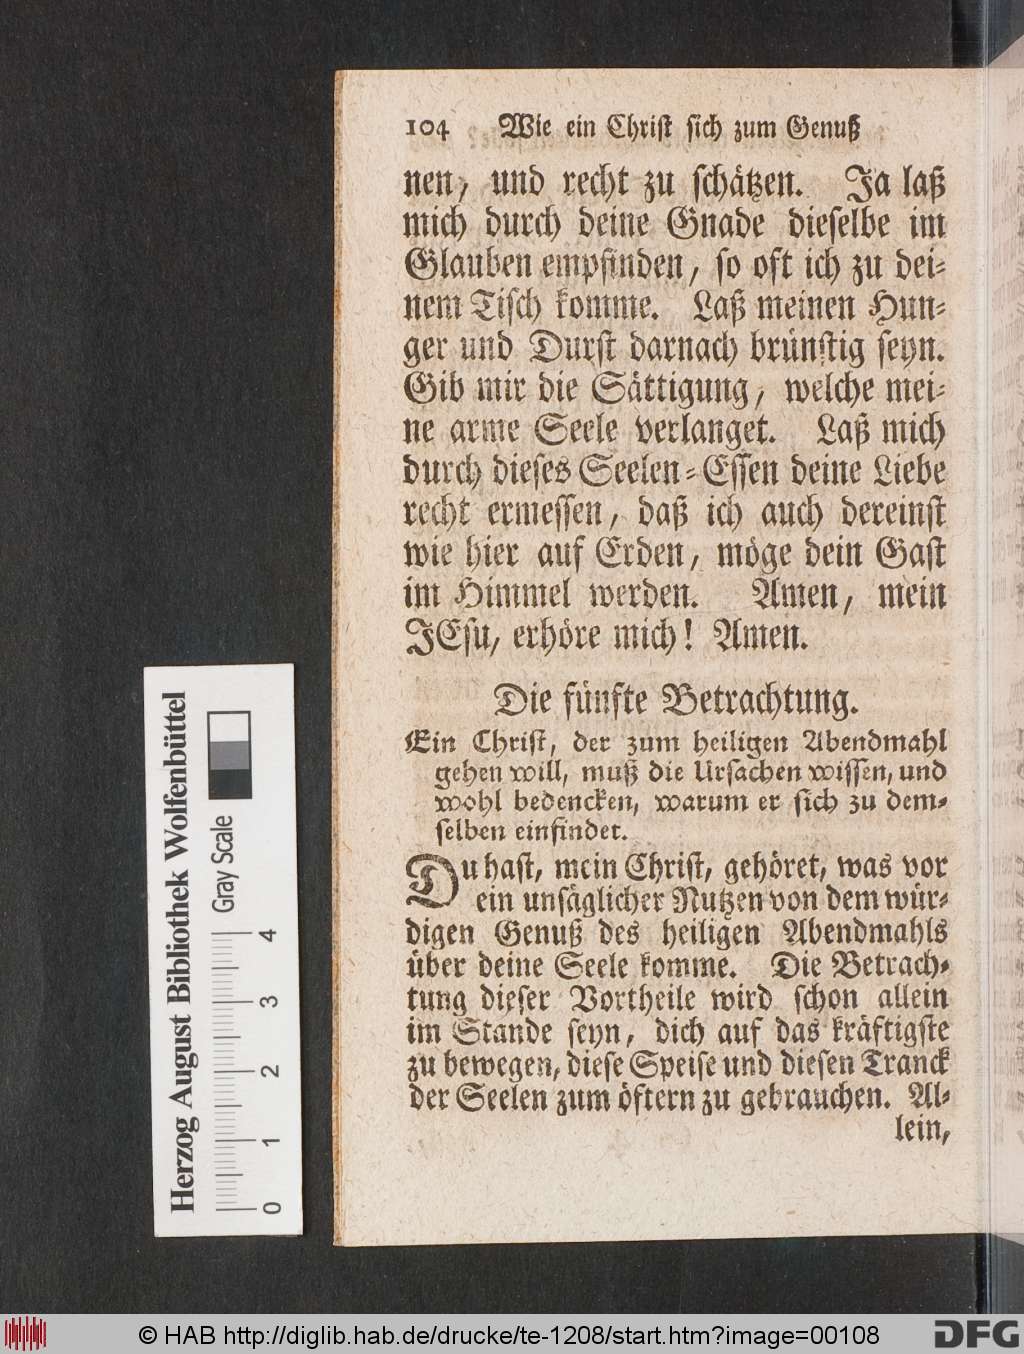 104 Wie ein Christ sich zum Genuß
nen, und recht zu schätzen. Ja laß
mich durch deine Gnade dieselbe im
Glauben empfinden, so oft ich zu dei-
nem Tisch komme. Laß meinen Hun-
ger und Durst darnach brünstig seyn.
Gib mir die Sättigung, welche mei-
ne arme Seele verlanget. Laß mich
durch dieses Seelen-Essen deine Liebe
recht ermessen, daß ich auch dereinst
wie hier auf Erden, möge dein Gast
im Himmel werden. Amen, mein
JEsu, erhöre mich! Amen.
Die fünfte Betrachtung.
Ein Christ, der zum heiligen Abendmahl
gehen will, muß die Ursachen wissen, und
wohl bedencken, warum er sich zu dem-
selben einfindet.
Du hast, mein Christ, gehöret, was vor
ein unsäglicher Nutzen von dem wür-
digen Genuß des heiligen Abendmahls
über deine Seele komme. Die Betrach-
tung dieser Vortheile wird schon allein
im Stande seyn, dich auf das kräftigste
zu bewegen, diese Speise und diesen Tranck
der Seelen zum öftern zu gebrauchen. Al-
lein,
Herzog August Bibliothek Wolfenbüttel
Gray Scale
0 1 2 3 4
© HAB http://diglib.hab.de/drucke/te-1208/start.htm?image=00108
DFG